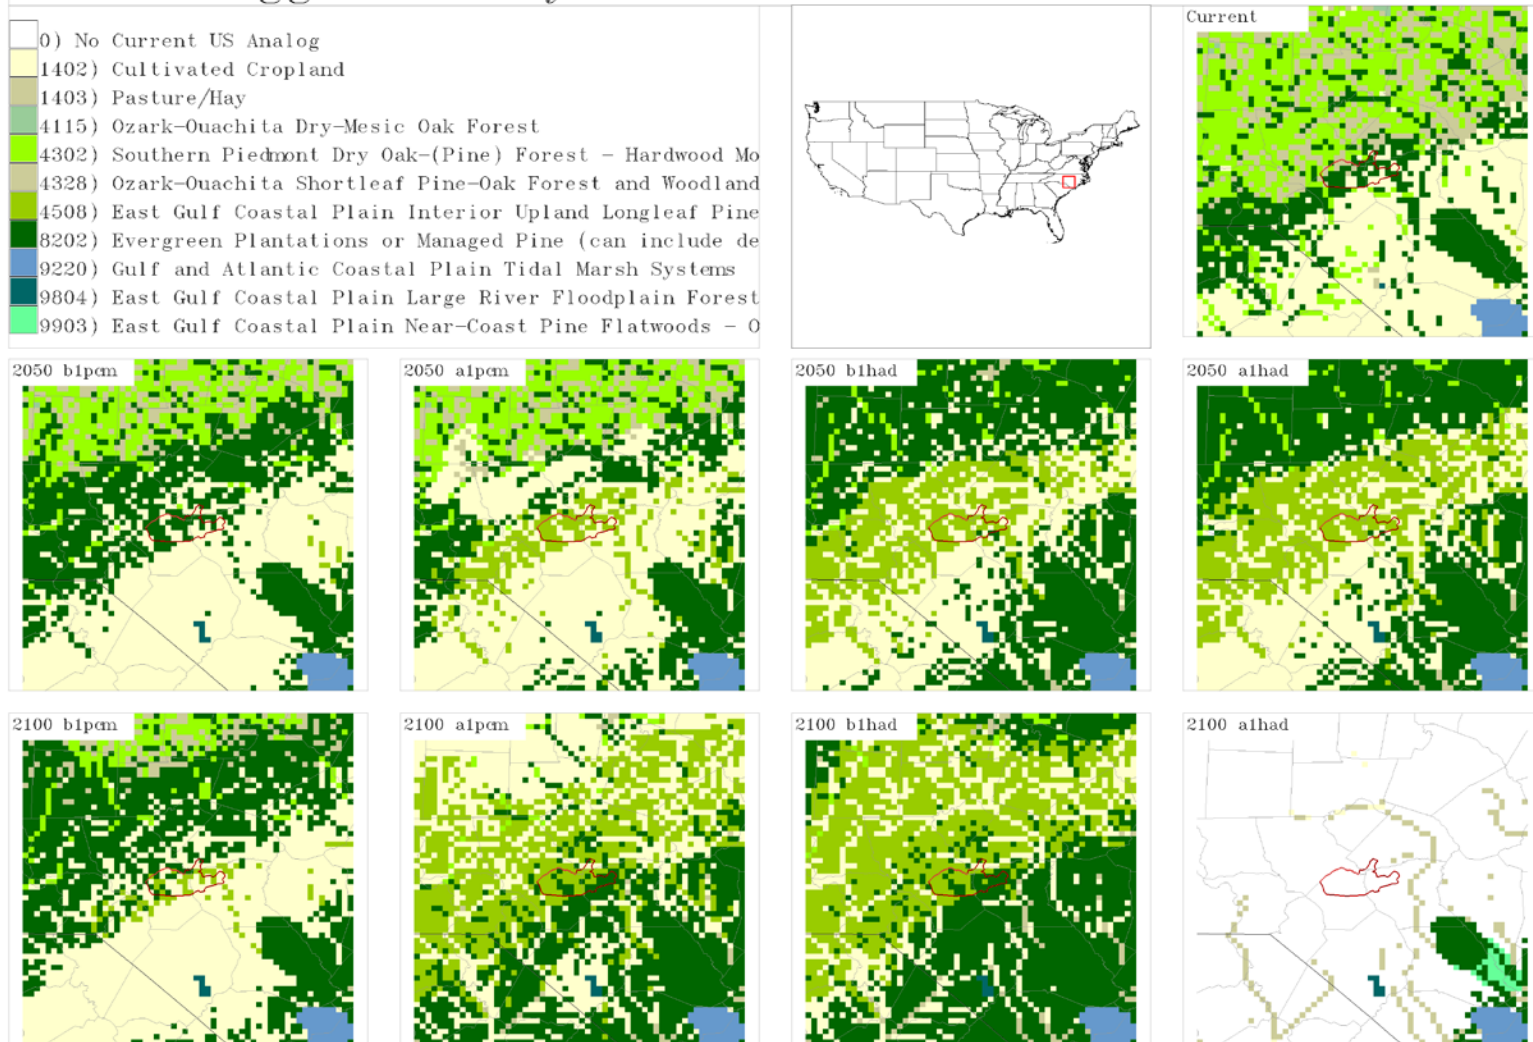 0) No Current US Analog
1402) Cultivated Cropland
1403) Pasture/Hay
4115) Ozark-Ouachita Dry-Mesic Oak Forest
4302) Southern Piedmont Dry Oak-(Pine) Forest - Hardwood Mo
4328) Ozark-Ouachita Shortleaf Pine-Oak Forest and Woodland
4508) East Gulf Coastal Plain Interior Upland Longleaf Pine
8202) Evergreen Plantations or Managed Pine (can include de
9220) Gulf and Atlantic Coastal Plain Tidal Marsh Systems
9804) East Gulf Coastal Plain Large River Floodplain Forest
9903) East Gulf Coastal Plain Near-Coast Pine Flatwoods - O
Current
2050 b1pcm
2050 a1pcm
2050 b1had
2050 a1had
2100 b1pcm
2100 a1pcm
2100 b1had
2100 a1had